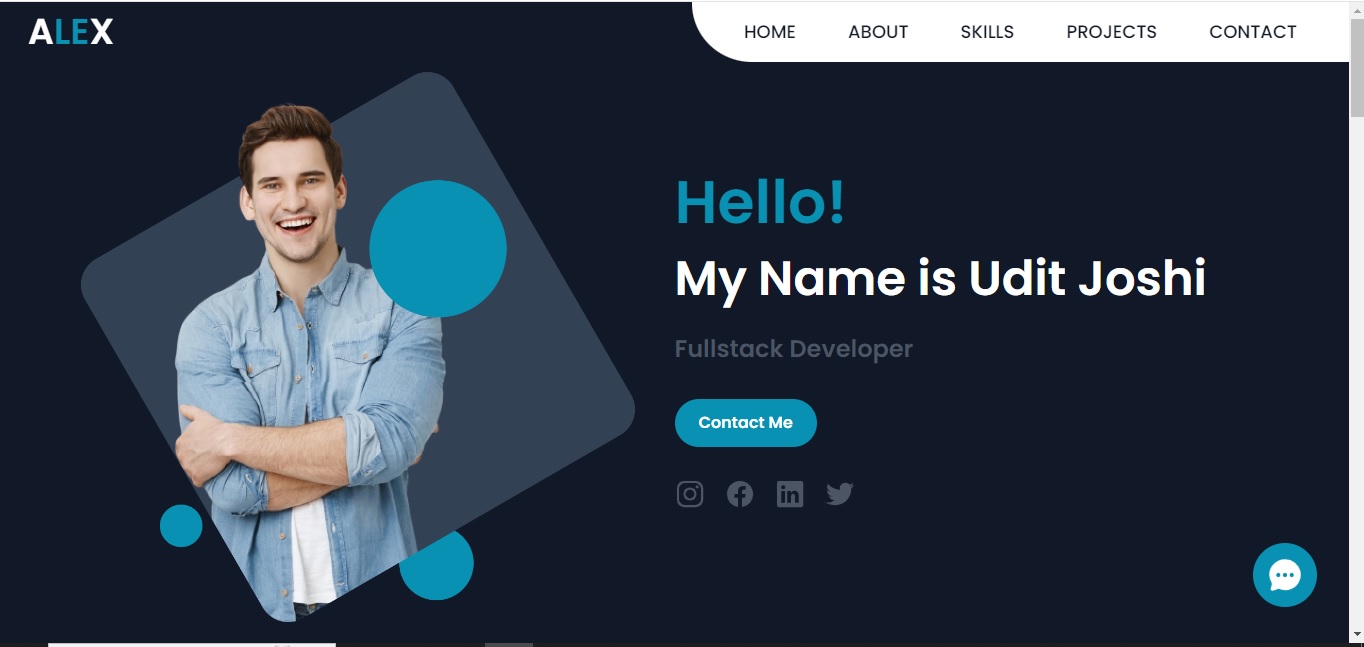 ALEX
HOME ABOUT SKILLS PROJECTS CONTACT
Hello!
My Name is Udit Joshi
Fullstack Developer
Contact Me